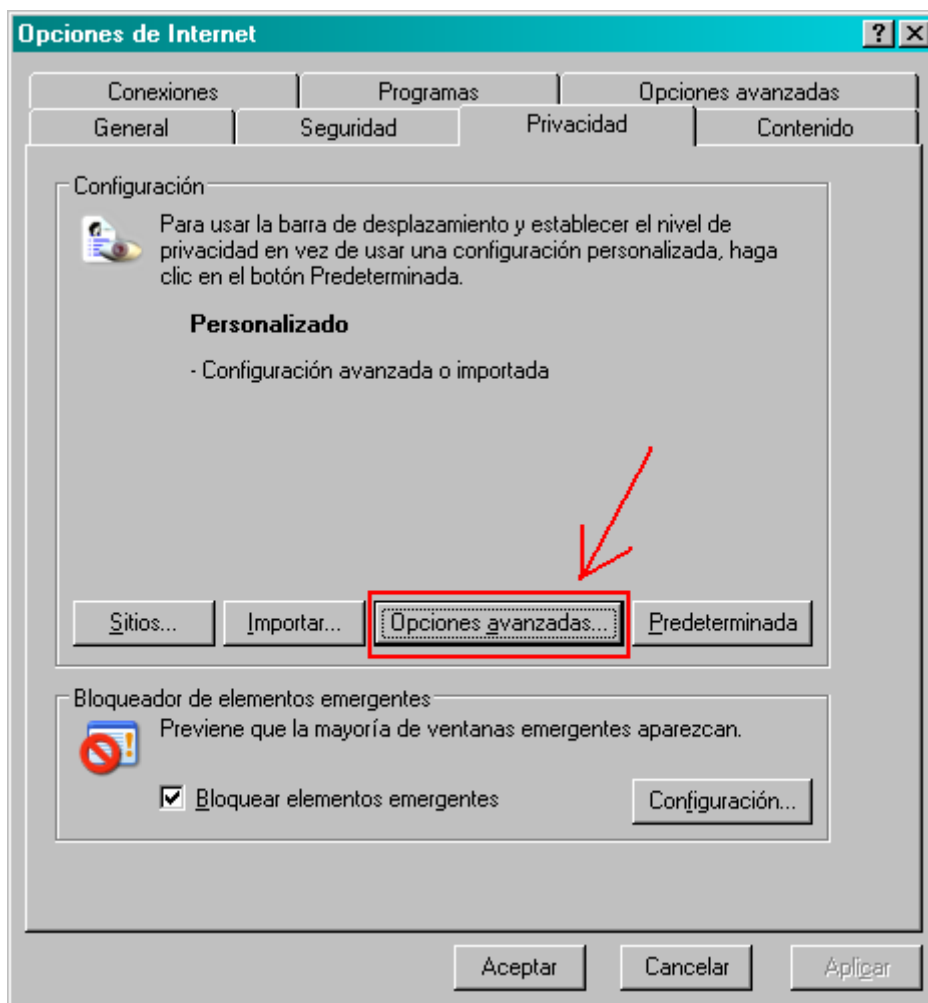 Opciones de Internet
Conexiones
Programas
Opciones avanzadas
General
Seguridad
Privacidad
Contenido
Configuración
Para usar la barra de desplazamiento y establecer el nivel de
privacidad en vez de usar una configuración personalizada, haga
clic en el botón Predeterminada.
Personalizado
- Configuración avanzada o importada
Sitios...
Importar...
Opciones avanzadas...
Predeterminada
Bloqueador de elementos emergentes
Previene que la mayoría de ventanas emergentes aparezcan.
Bloquear elementos emergentes
Configuración...
Aceptar
Cancelar
Aplicar